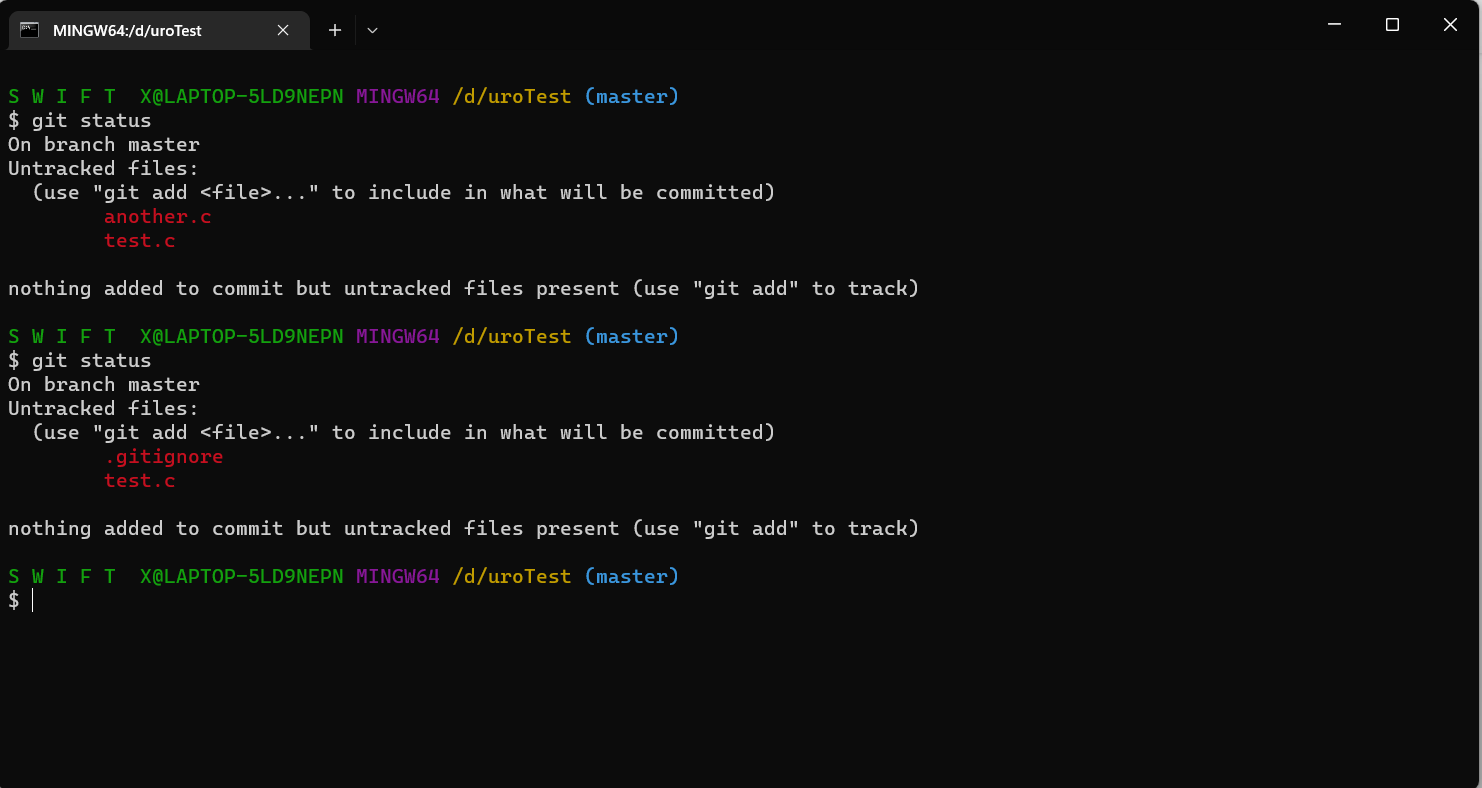 MINGW64:/d/uroTest
S W I F T  X@LAPTOP-5LD9NEPN MINGW64 /d/uroTest (master)
$ git status
On branch master
Untracked files:
  (use "git add <file>..." to include in what will be committed)
        another.c
        test.c
nothing added to commit but untracked files present (use "git add" to track)
S W I F T  X@LAPTOP-5LD9NEPN MINGW64 /d/uroTest (master)
$ git status
On branch master
Untracked files:
  (use "git add <file>..." to include in what will be committed)
        .gitignore
        test.c
nothing added to commit but untracked files present (use "git add" to track)
S W I F T  X@LAPTOP-5LD9NEPN MINGW64 /d/uroTest (master)
$